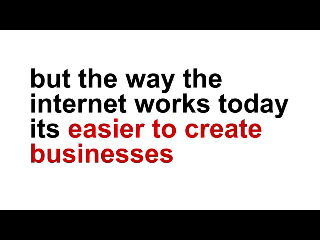 but the way the
internet works today
its easier to create
businesses